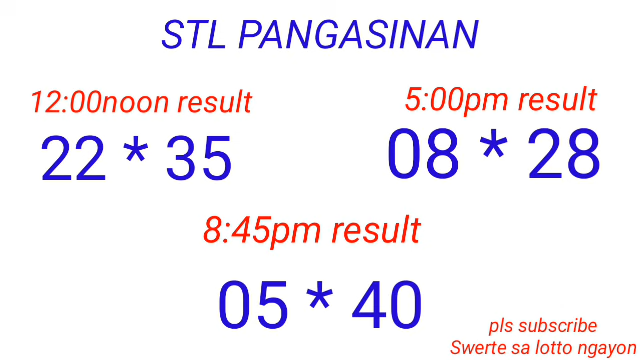 STL PANGASINAN
12:00noon result
22 * 35
5:00pm result
08 * 28
8:45pm result
05 * 40
pls subscribe
Swerte sa lotto ngayon